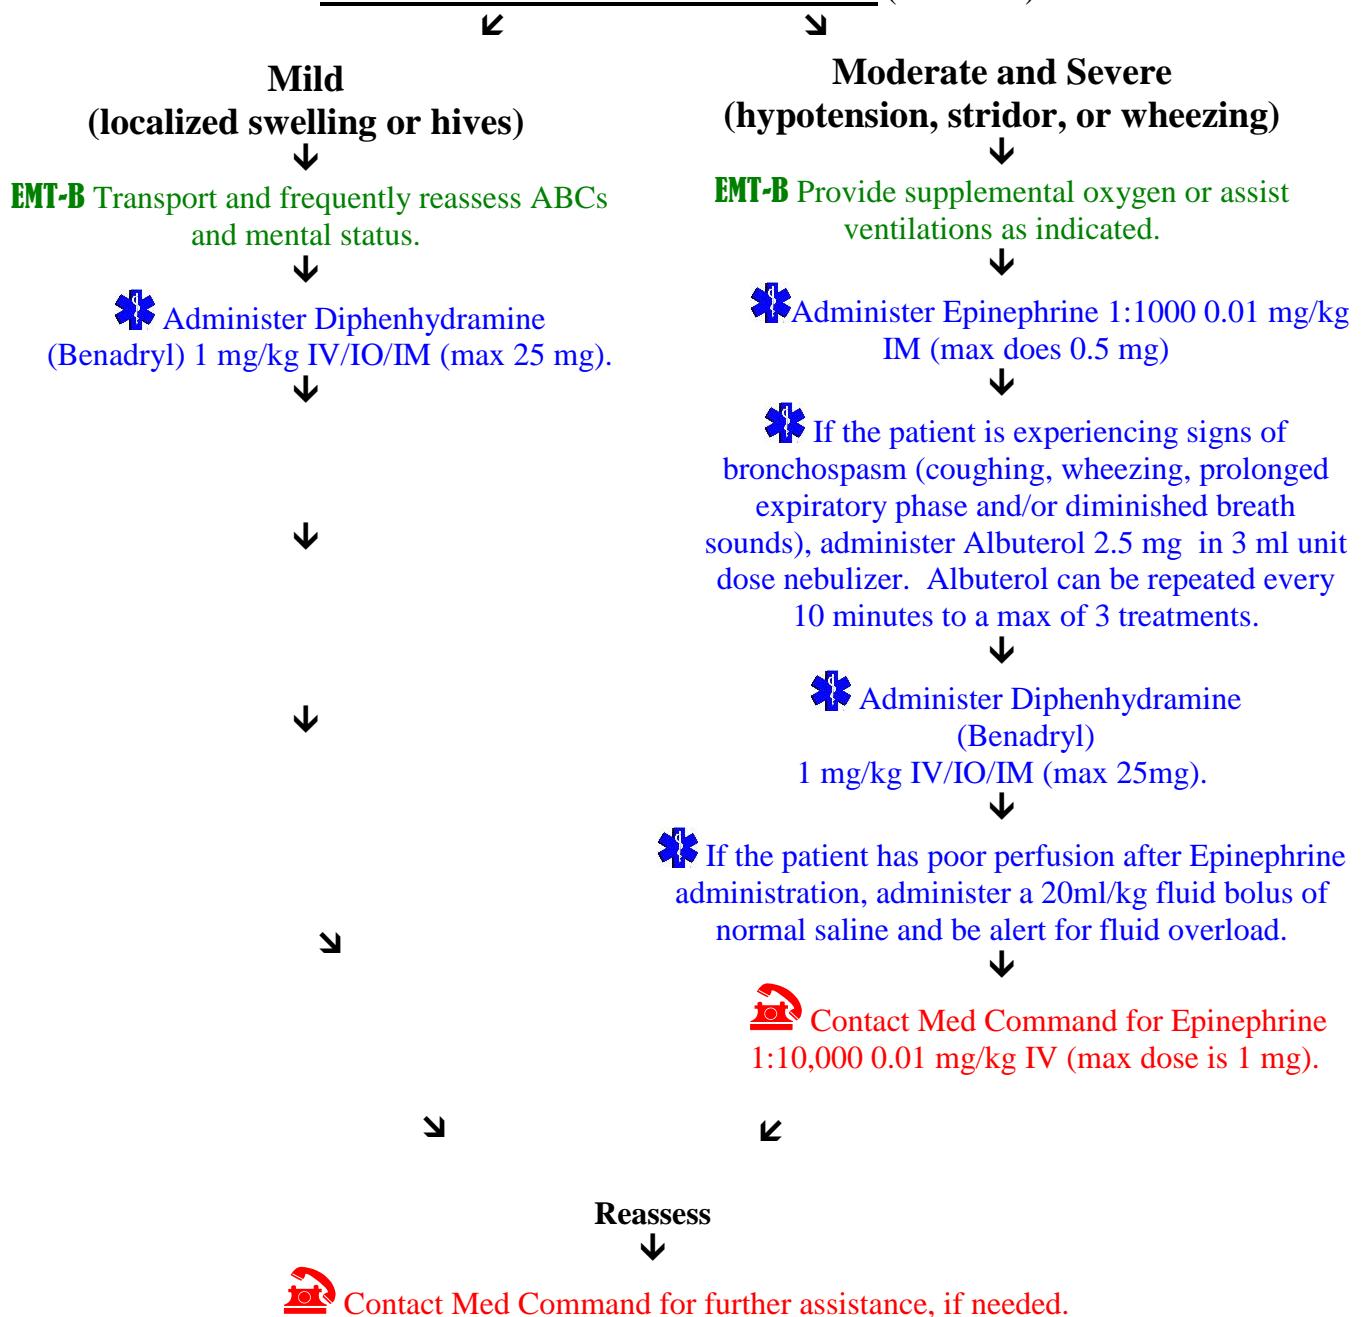 Mild
(localized swelling or hives)
EMT-B Transport and frequently reassess ABCs
and mental status.
Administer Diphenhydramine
(Benadryl) 1 mg/kg IV/IO/IM (max 25 mg).
Moderate and Severe
(hypotension, stridor, or wheezing)
EMT-B Provide supplemental oxygen or assist
ventilations as indicated.
Administer Epinephrine 1:1000 0.01 mg/kg
IM (max does 0.5 mg)
If the patient is experiencing signs of
bronchospasm (coughing, wheezing, prolonged
expiratory phase and/or diminished breath
sounds), administer Albuterol 2.5 mg  in 3 ml unit
dose nebulizer.  Albuterol can be repeated every
10 minutes to a max of 3 treatments.
Administer Diphenhydramine
(Benadryl)
1 mg/kg IV/IO/IM (max 25mg).
If the patient has poor perfusion after Epinephrine
administration, administer a 20ml/kg fluid bolus of
normal saline and be alert for fluid overload.
Contact Med Command for Epinephrine
1:10,000 0.01 mg/kg IV (max dose is 1 mg).
Reassess
Contact Med Command for further assistance, if needed.